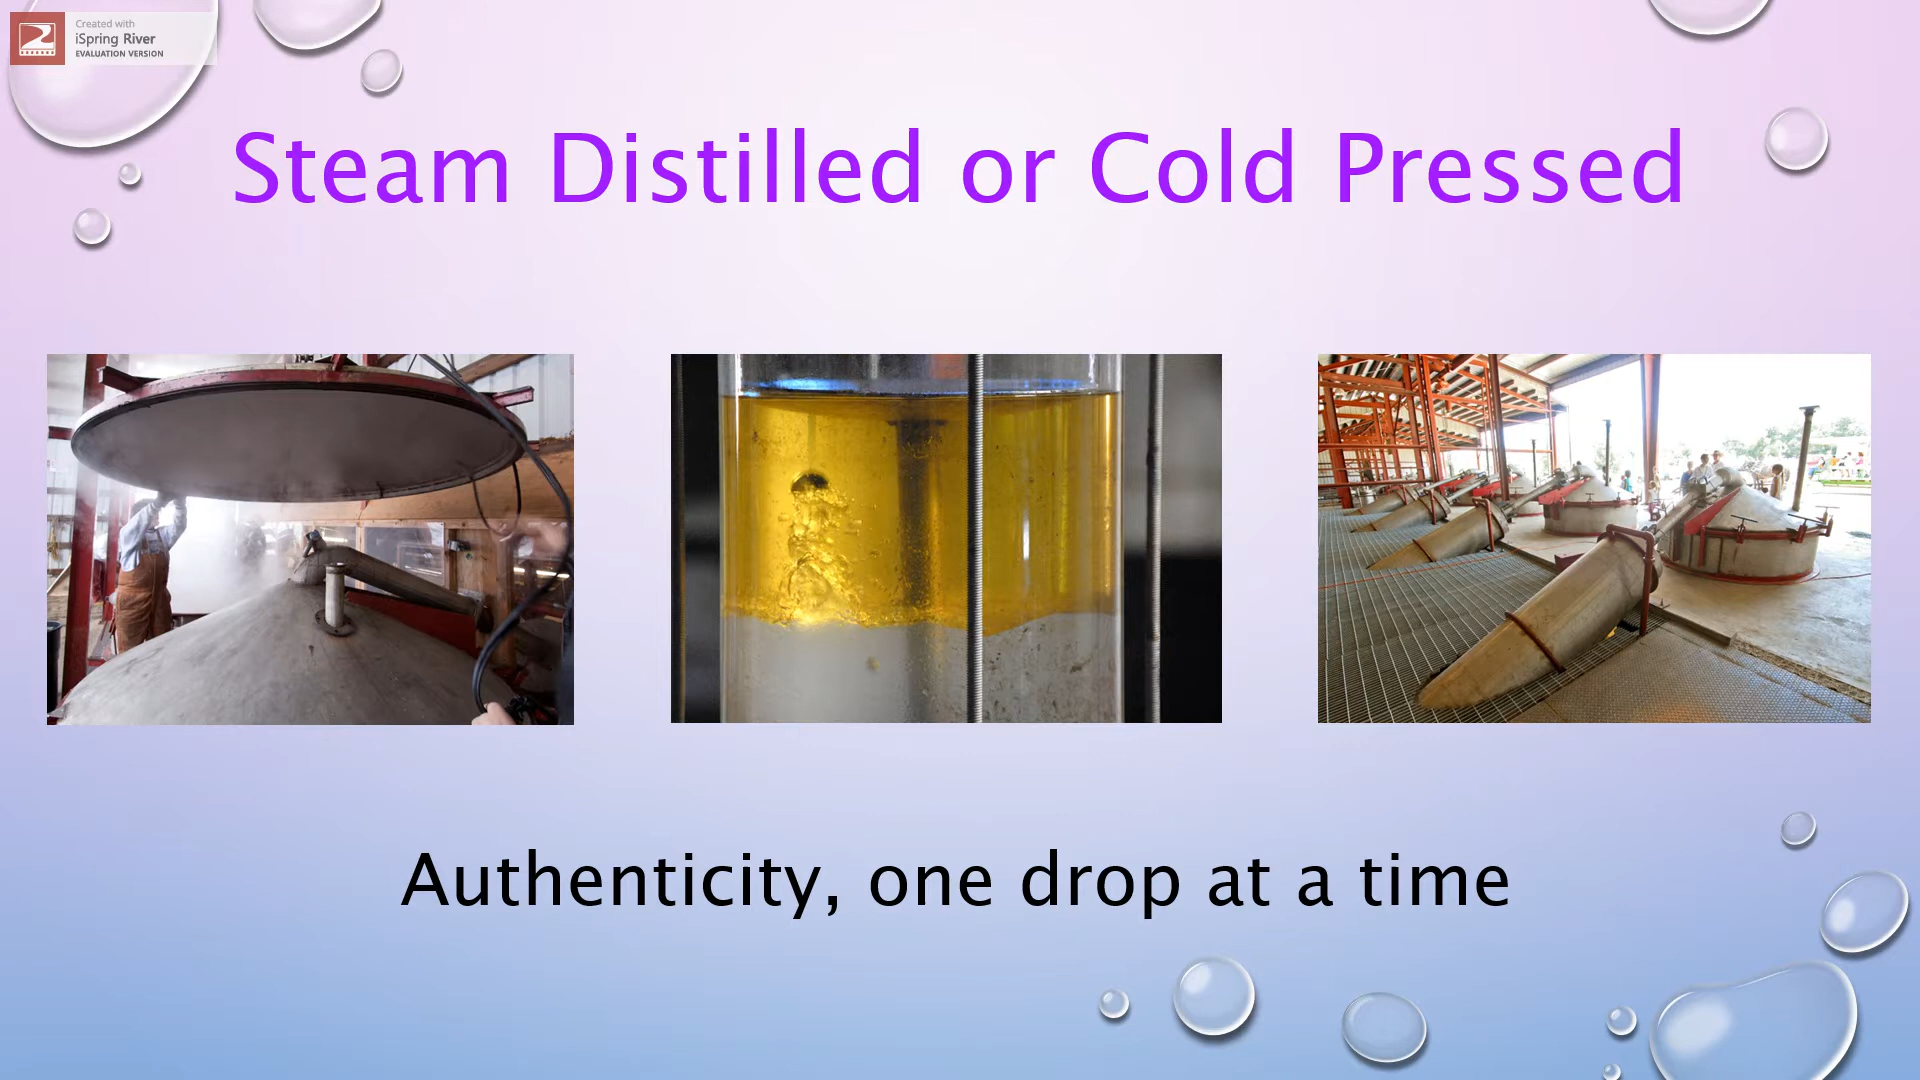 Created with
iSpring River
EVALUATION VERSION
Steam Distilled or Cold Pressed
Authenticity, one drop at a time